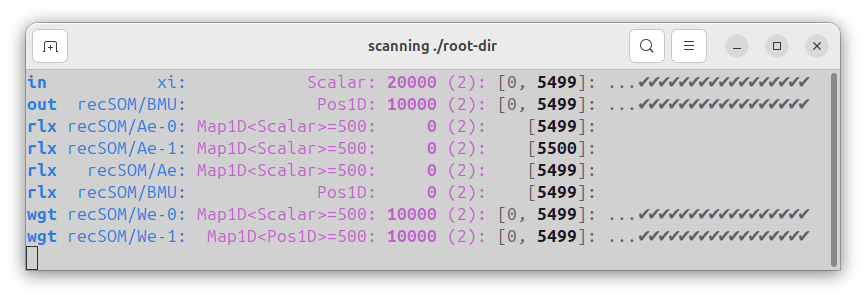 scanning ./root-dir
in           xi:            Scalar: 20000 (2): [0, 5499]: ...✔✔✔✔✔✔✔✔✔✔✔✔✔✔✔✔✔
out  recSOM/BMU:             Pos1D: 10000 (2): [0, 5499]: ...✔✔✔✔✔✔✔✔✔✔✔✔✔✔✔✔✔
rlx recSOM/Ae-0: Map1D<Scalar>=500:     0 (2):    [5499]:
rlx recSOM/Ae-1: Map1D<Scalar>=500:     0 (2):    [5500]:
rlx   recSOM/Ae: Map1D<Scalar>=500:     0 (2):    [5499]:
rlx  recSOM/BMU:             Pos1D:     0 (2):    [5499]:
wgt recSOM/We-0: Map1D<Scalar>=500: 10000 (2): [0, 5499]: ...✔✔✔✔✔✔✔✔✔✔✔✔✔✔✔✔✔
wgt recSOM/We-1:  Map1D<Pos1D>=500: 10000 (2): [0, 5499]: ...✔✔✔✔✔✔✔✔✔✔✔✔✔✔✔✔✔